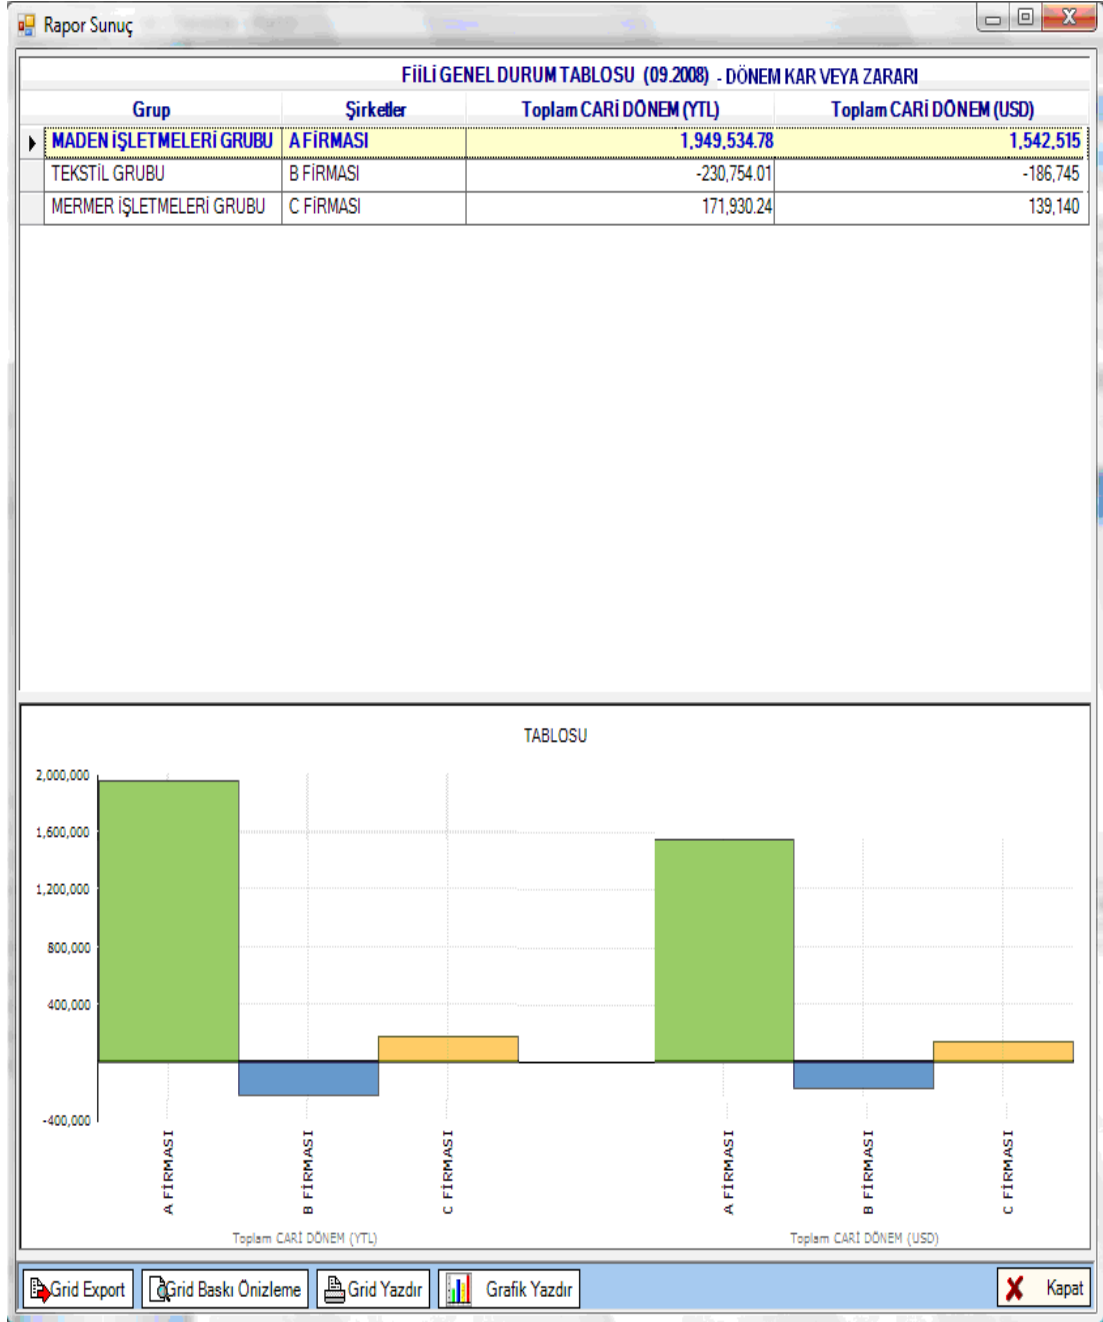 Rapor Sunuç
FİİLİ GENEL DURUM TABLOSU (09.2008) - DÖNEM KAR VEYA ZARARI
Grup Şirketler Toplam CARİ DÖNEM (YTL) Toplam CARİ DÖNEM (USD)
MADEN İŞLETMELERİ GRUBU A FİRMASI 1,949,534.78 1,542,515
TEKSTİL GRUBU B FİRMASI -230,754.01 -186,745
MERMER İŞLETMELERİ GRUBU C FİRMASI 171,930.24 139,140
TABLOSU
2,000,000
1,600,000
1,200,000
800,000
400,000
-400,000
A FİRMASI B FİRMASI C FİRMASI A FİRMASI B FİRMASI C FİRMASI
Toplam CARİ DÖNEM (YTL) Toplam CARİ DÖNEM (USD)
Grid Export Grid Baskı Önizleme Grid Yazdır Grafik Yazdır Kapat